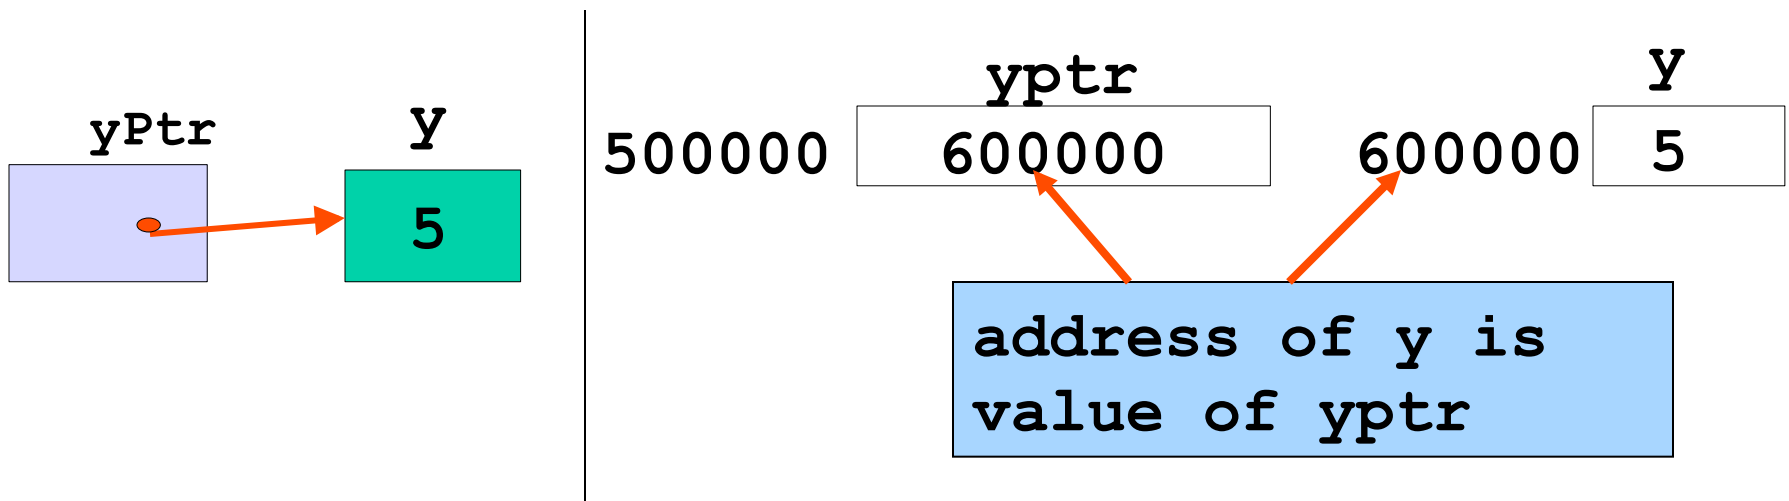 yPtr y
5
yptr y
500000 600000 600000 5
address of y is
value of yptr